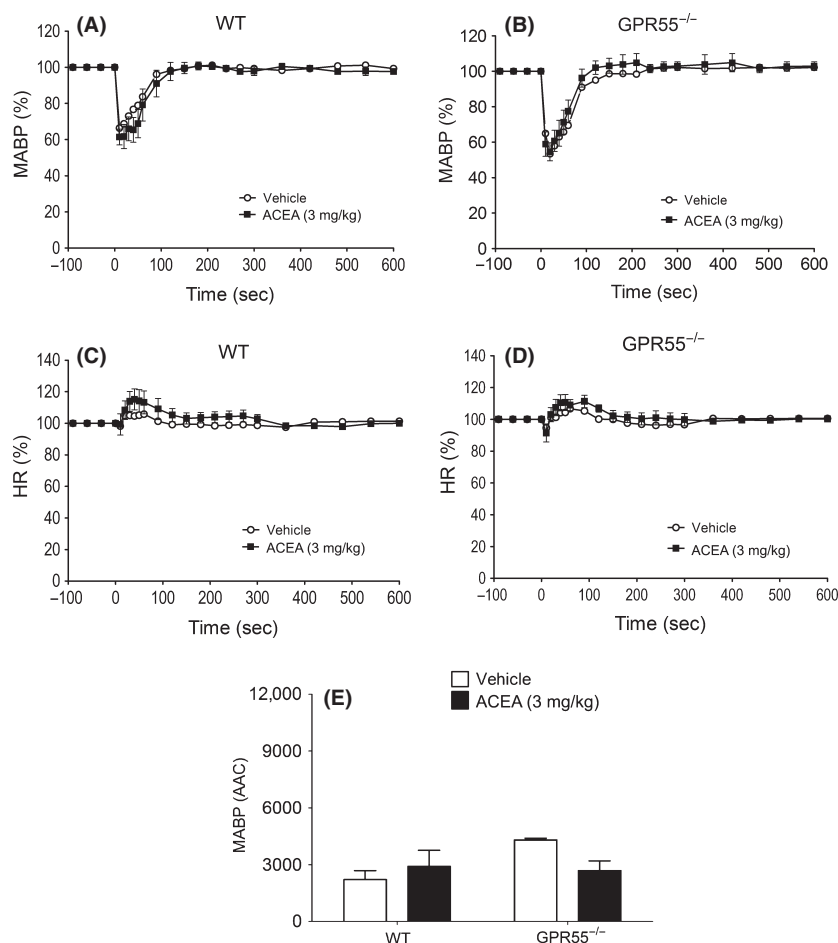 (A)
WT
MABP (%)
120
100
80
60
40
20
0
Vehicle
ACEA (3 mg/kg)
−100 0 100 200 300 400 500 600
Time (sec)
(B)
GPR55−/−
MABP (%)
120
100
80
60
40
20
0
Vehicle
ACEA (3 mg/kg)
−100 0 100 200 300 400 500 600
Time (sec)
(C)
WT
HR (%)
140
120
100
80
60
40
20
0
Vehicle
ACEA (3 mg/kg)
−100 0 100 200 300 400 500 600
Time (sec)
(D)
GPR55−/−
HR (%)
140
120
100
80
60
40
20
0
Vehicle
ACEA (3 mg/kg)
−100 0 100 200 300 400 500 600
Time (sec)
(E)
Vehicle
ACEA (3 mg/kg)
MABP (AAC)
12,000
9000
6000
3000
0
WT GPR55−/−